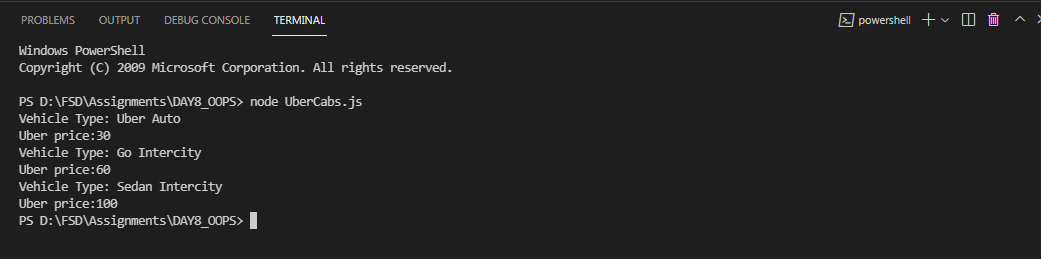 PROBLEMS OUTPUT DEBUG CONSOLE TERMINAL powershell
Windows PowerShell
Copyright (C) 2009 Microsoft Corporation. All rights reserved.
PS D:\FSD\Assignments\DAY8_OOPS> node UberCabs.js
Vehicle Type: Uber Auto
Uber price:30
Vehicle Type: Go Intercity
Uber price:60
Vehicle Type: Sedan Intercity
Uber price:100
PS D:\FSD\Assignments\DAY8_OOPS>